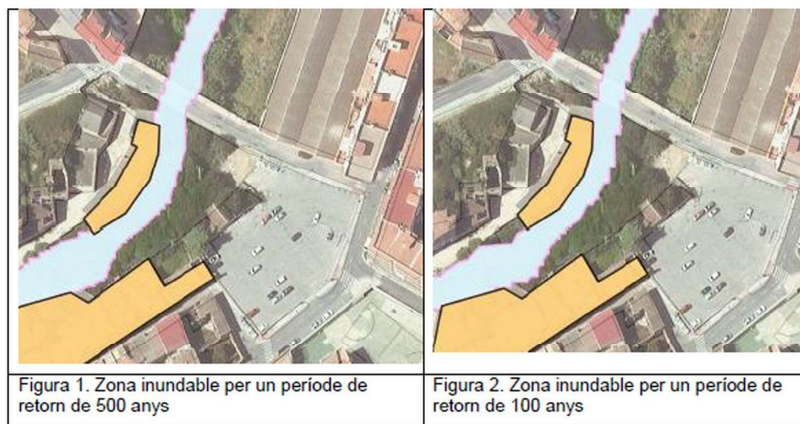 Figura 1. Zona inundable per un període de
retorn de 500 anys
Figura 2. Zona inundable per un període de
retorn de 100 anys